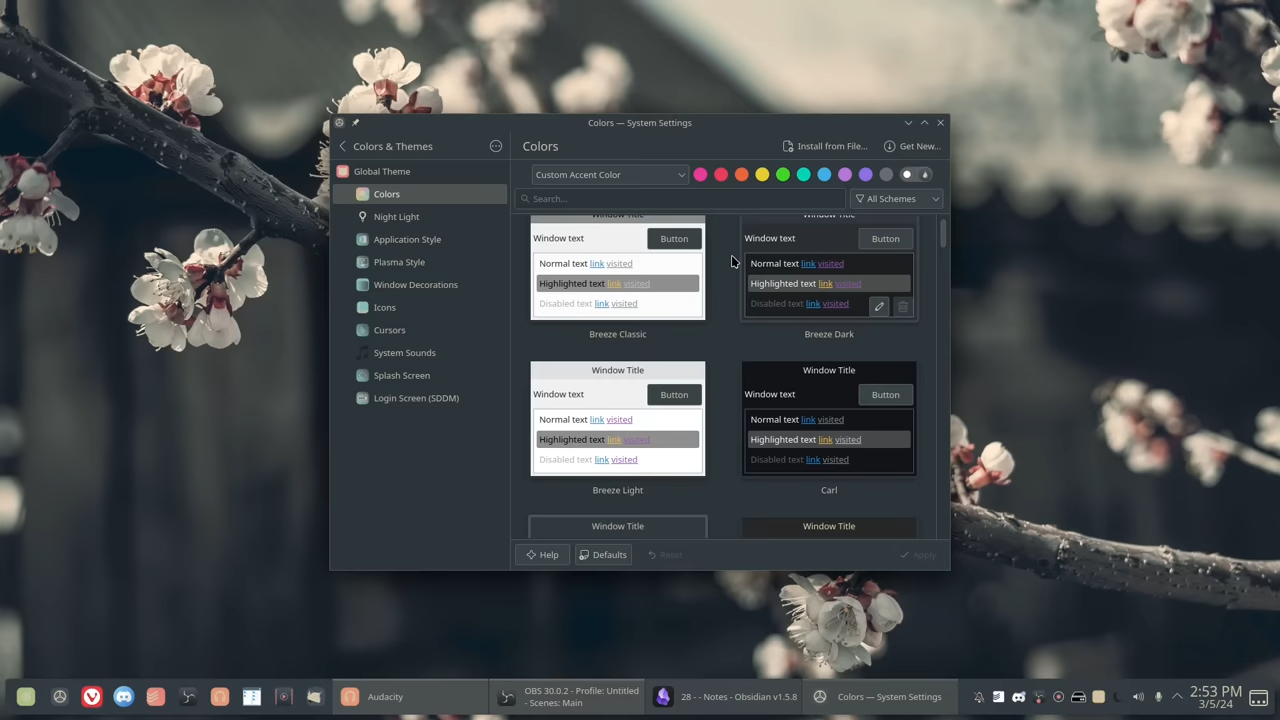 Colors — System Settings
Colors & Themes
Colors
Install from File...
Get New...
Global Theme
Colors
Night Light
Application Style
Plasma Style
Window Decorations
Icons
Cursors
System Sounds
Splash Screen
Login Screen (SDDM)
Custom Accent Color
Search...
All Schemes
Window Title
Window text
Button
Normal text link visited
Highlighted text link visited
Disabled text link visited
Breeze Classic
Window Title
Window text
Button
Normal text link visited
Highlighted text link visited
Disabled text link visited
Breeze Dark
Window Title
Window text
Button
Normal text link visited
Highlighted text link visited
Disabled text link visited
Breeze Light
Window Title
Window text
Button
Normal text link visited
Highlighted text link visited
Disabled text link visited
Carl
Window Title
Window Title
Help
Defaults
Reset
Apply
Audacity
OBS 30.0.2 - Profile: Untitled
- Scenes: Main
28 - - Notes - Obsidian v1.5.8
Colors — System Settings
2:53 PM
3/5/24